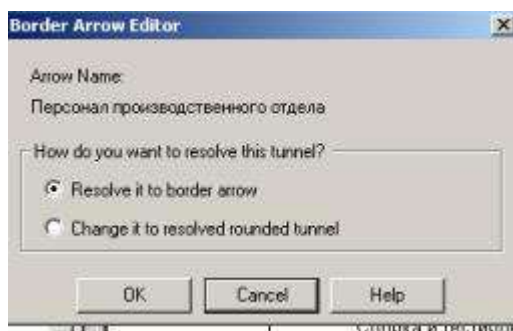 Border Arrow Editor
Arrow Name:
Персонал производственного отдела
How do you want to resolve this tunnel?
Resolve it to border arrow
Change it to resolved rounded tunnel
OK Cancel Help